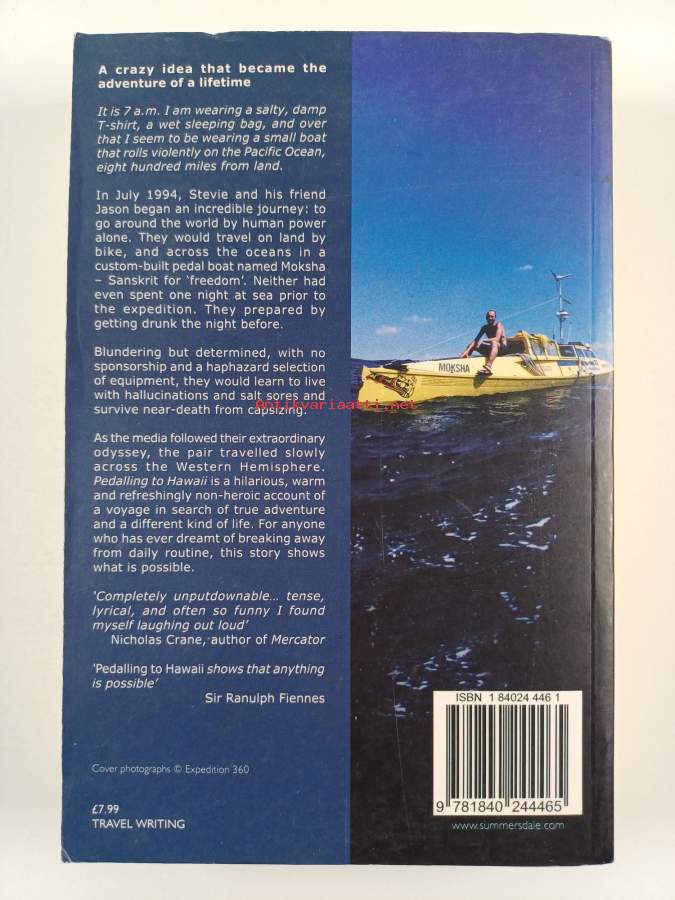 A crazy idea that became the
adventure of a lifetime
It is 7 a.m. I am wearing a salty, damp
T-shirt, a wet sleeping bag, and over
that I seem to be wearing a small boat
that rolls violently on the Pacific Ocean,
eight hundred miles from land.
In July 1994, Stevie and his friend
Jason began an incredible journey: to
go around the world by human power
alone. They would travel on land by
bike, and across the oceans in a
custom-built pedal boat named Moksha
– Sanskrit for ‘freedom’. Neither had
even spent one night at sea prior to
the expedition. They prepared by
getting drunk the night before.
Blundering but determined, with no
sponsorship and a haphazard selection
of equipment, they would learn to live
with hallucinations and salt sores and
survive near-death from capsizing.
Antikvariaatti.net
As the media followed their extraordinary
odyssey, the pair travelled slowly
across the Western Hemisphere.
Pedalling to Hawaii is a hilarious, warm
and refreshingly non-heroic account of
a voyage in search of true adventure
and a different kind of life. For anyone
who has ever dreamt of breaking away
from daily routine, this story shows
what is possible.
‘Completely unputdownable... tense,
lyrical, and often so funny I found
myself laughing out loud’
Nicholas Crane, author of Mercator
‘Pedalling to Hawaii shows that anything
is possible’
Sir Ranulph Fiennes
Cover photographs © Expedition 360
£7.99
TRAVEL WRITING
MOKSHA
ISBN 1 84024 446 1
9 781840 244465
www.summersdale.com